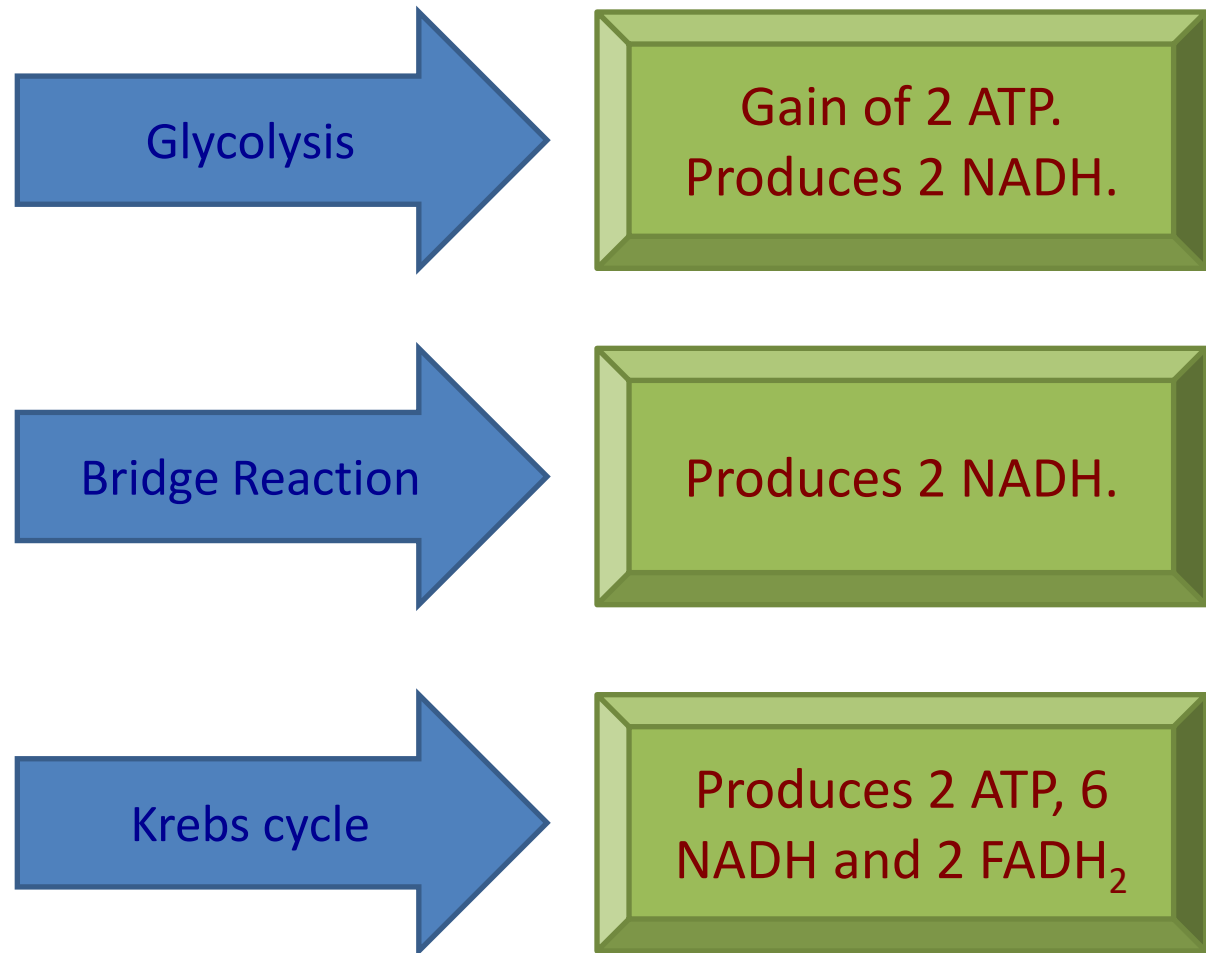 Glycolysis
Gain of 2 ATP.
Produces 2 NADH.
Bridge Reaction
Produces 2 NADH.
Krebs cycle
Produces 2 ATP, 6
NADH and 2 FADH₂